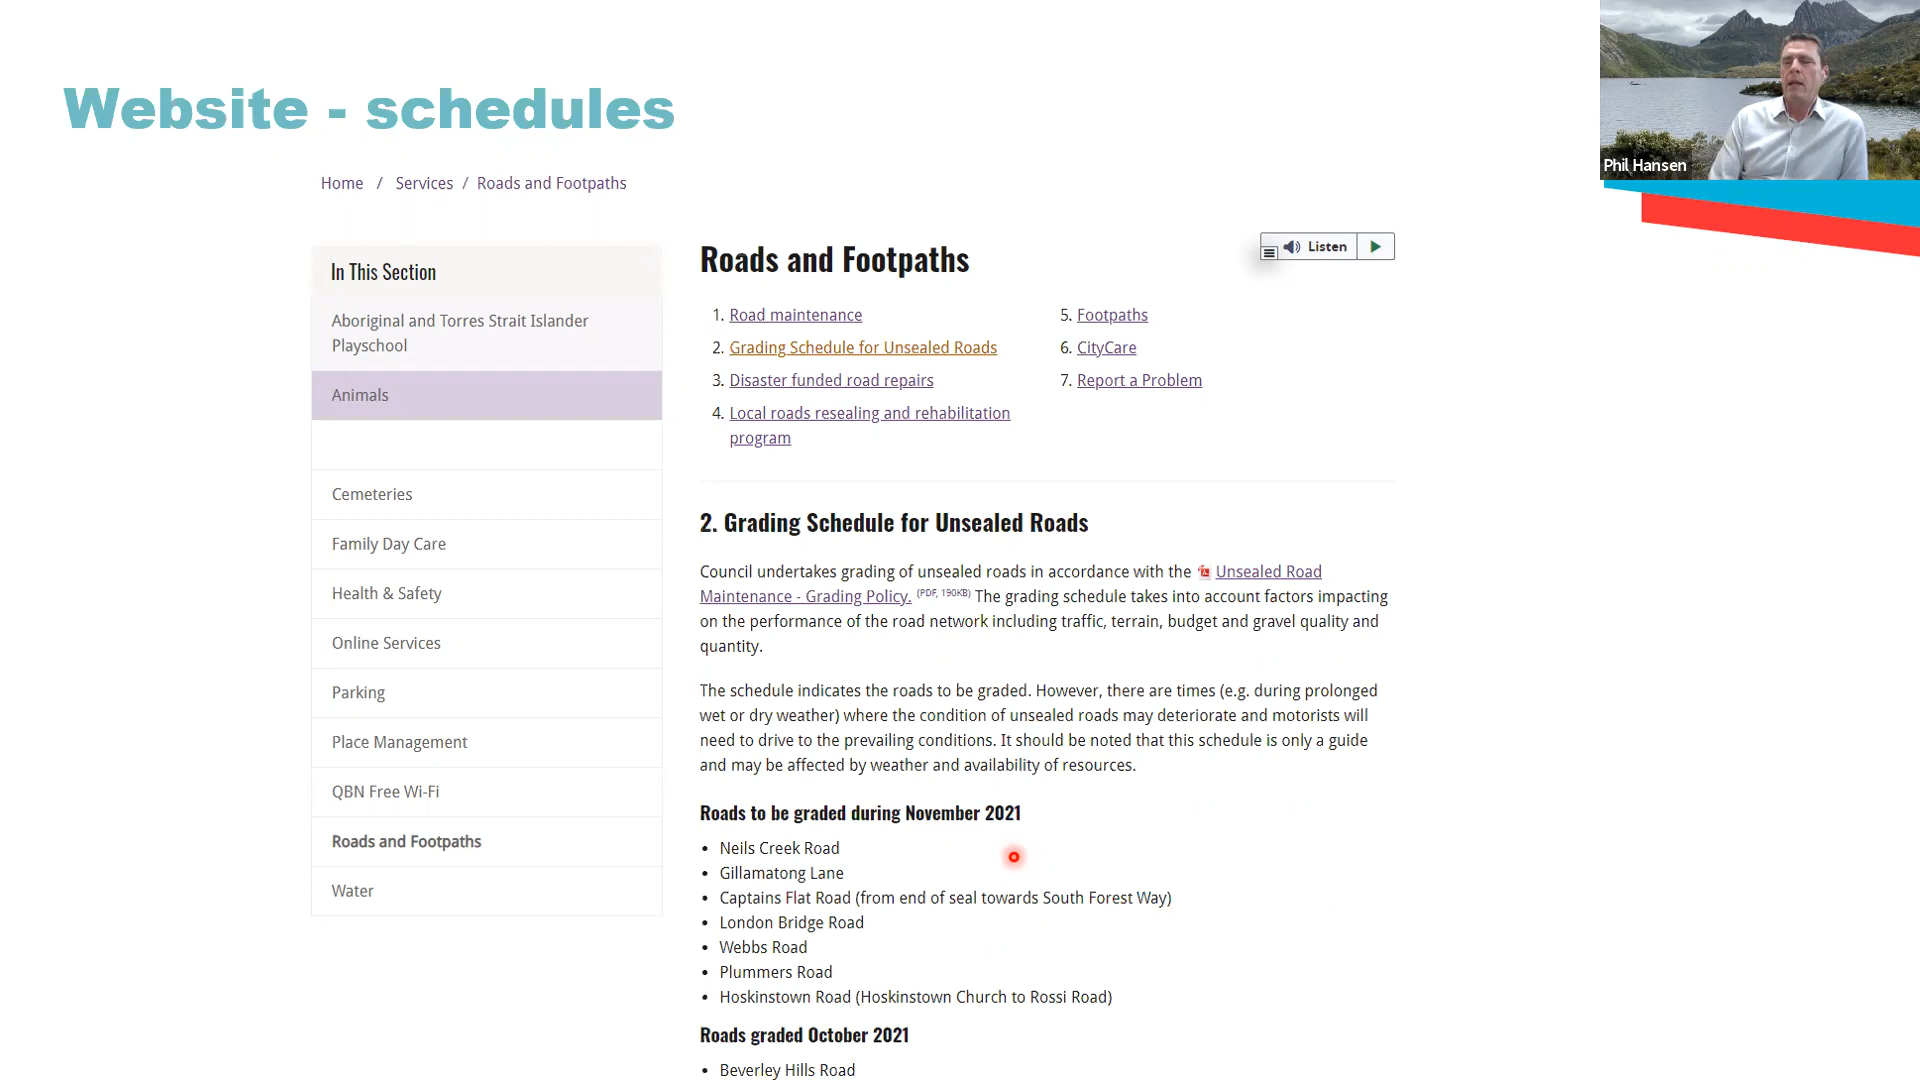 Website - schedules
Phil Hansen
Home / Services / Roads and Footpaths
In This Section
Aboriginal and Torres Strait Islander
Playschool
Animals
Cemeteries
Family Day Care
Health & Safety
Online Services
Parking
Place Management
QBN Free Wi-Fi
Roads and Footpaths
Water
Roads and Footpaths
Listen
1. Road maintenance
2. Grading Schedule for Unsealed Roads
3. Disaster funded road repairs
4. Local roads resealing and rehabilitation
program
5. Footpaths
6. CityCare
7. Report a Problem
2. Grading Schedule for Unsealed Roads
Council undertakes grading of unsealed roads in accordance with the Unsealed Road
Maintenance - Grading Policy. (PDF, 190KB) The grading schedule takes into account factors impacting
on the performance of the road network including traffic, terrain, budget and gravel quality and
quantity.
The schedule indicates the roads to be graded. However, there are times (e.g. during prolonged
wet or dry weather) where the condition of unsealed roads may deteriorate and motorists will
need to drive to the prevailing conditions. It should be noted that this schedule is only a guide
and may be affected by weather and availability of resources.
Roads to be graded during November 2021
• Neils Creek Road
• Gillamatong Lane
• Captains Flat Road (from end of seal towards South Forest Way)
• London Bridge Road
• Webbs Road
• Plummers Road
• Hoskinstown Road (Hoskinstown Church to Rossi Road)
Roads graded October 2021
• Beverley Hills Road